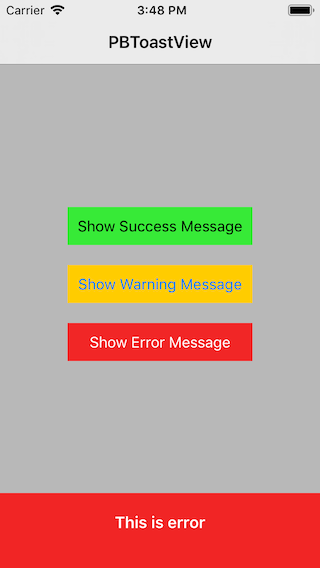 Carrier 3:48 PM
PBToastView
Show Success Message
Show Warning Message
Show Error Message
This is error